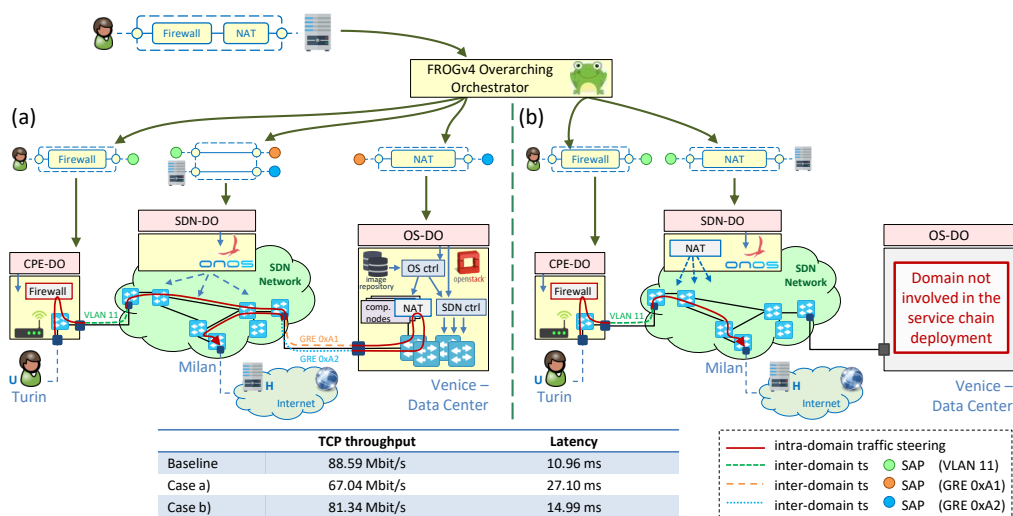 Firewall
NAT
FROGv4 Overarching
Orchestrator
(a)
Firewall
NAT
SDN-DO
onos
CPE-DO
Firewall
SDN
Network
VLAN 11
OS-DO
image
repository
OS ctrl
openstack
comp.
nodes
NAT
SDN ctrl
GRE 0xA1
GRE 0xA2
U
Turin
Milan
H
Internet
Venice –
Data Center
(b)
Firewall
NAT
SDN-DO
NAT
onos
CPE-DO
Firewall
SDN
Network
VLAN 11
OS-DO
Domain not
involved in the
service chain
deployment
U
Turin
Milan
H
Internet
Venice –
Data Center
TCP throughput Latency
Baseline 88.59 Mbit/s 10.96 ms
Case a) 67.04 Mbit/s 27.10 ms
Case b) 81.34 Mbit/s 14.99 ms
intra-domain traffic steering
inter-domain ts SAP (VLAN 11)
inter-domain ts SAP (GRE 0xA1)
inter-domain ts SAP (GRE 0xA2)